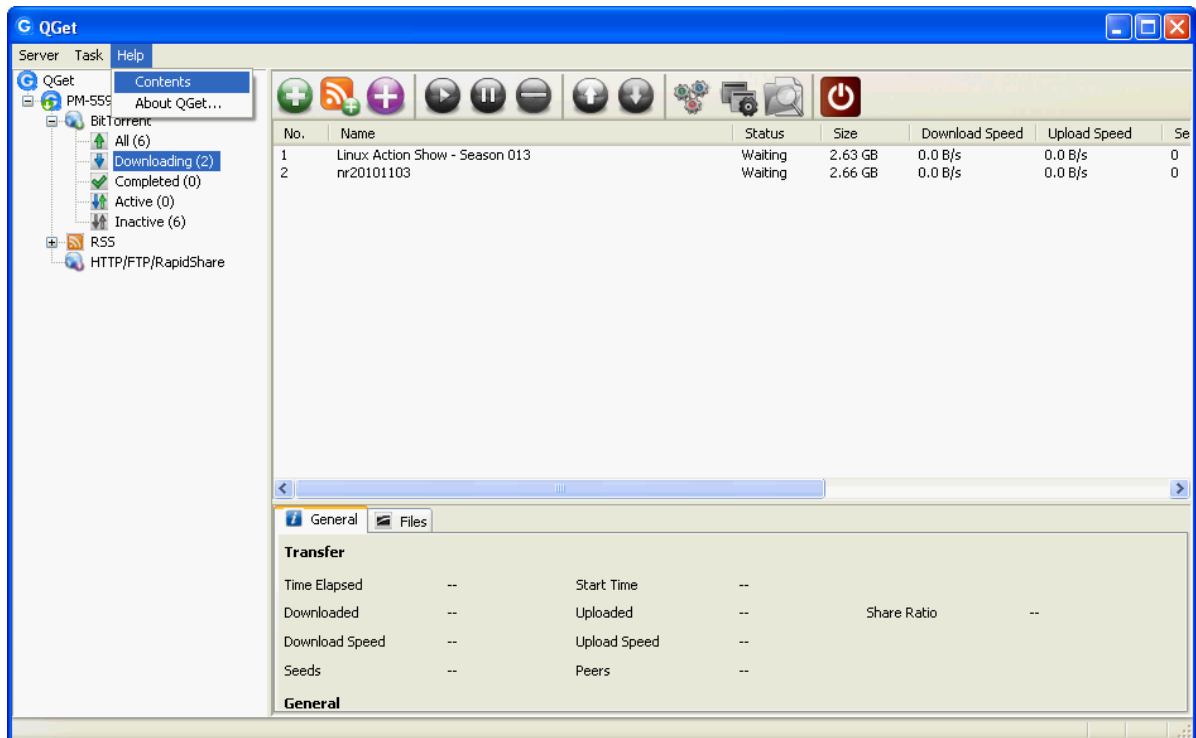 QGet
Server Task Help
Contents
About QGet...
QGet
PM-559
BitTorrent
All (6)
Downloading (2)
Completed (0)
Active (0)
Inactive (6)
RSS
HTTP/FTP/RapidShare
No. Name Status Size Download Speed Upload Speed Se
1 Linux Action Show - Season 013 Waiting 2.63 GB 0.0 B/s 0.0 B/s 0
2 nr20101103 Waiting 2.66 GB 0.0 B/s 0.0 B/s 0
General Files
Transfer
Time Elapsed -- Start Time --
Downloaded -- Uploaded -- Share Ratio --
Download Speed -- Upload Speed --
Seeds -- Peers --
General